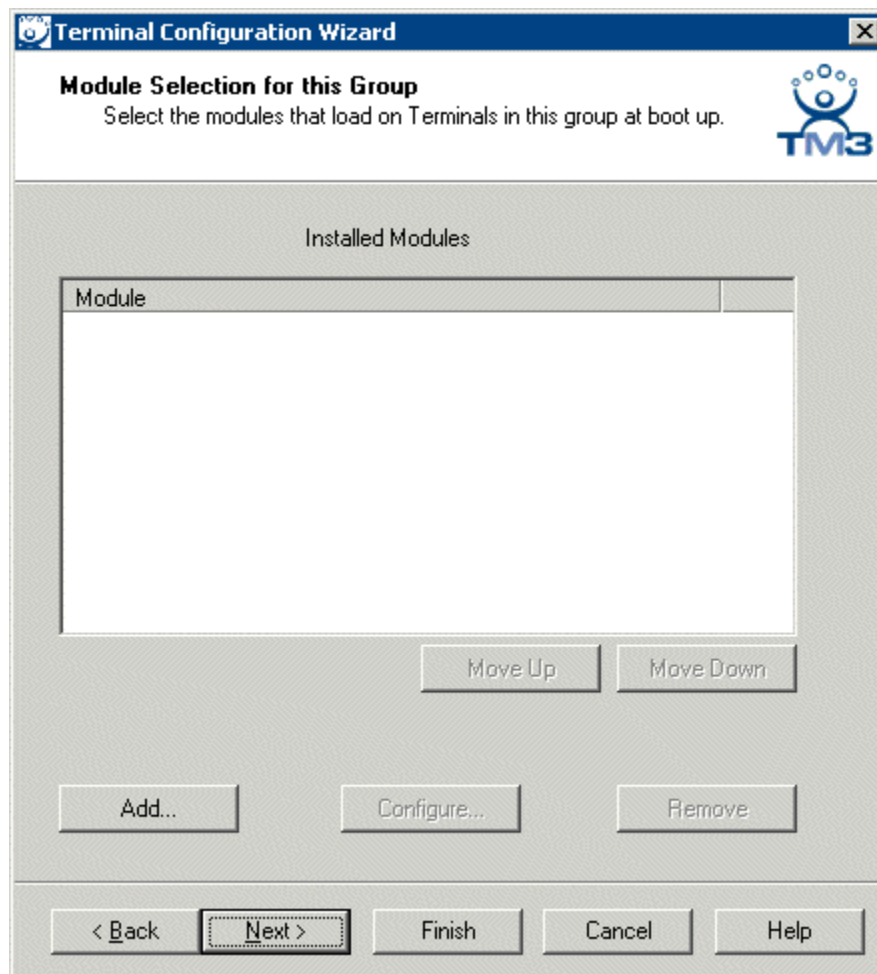 Terminal Configuration Wizard
Module Selection for this Group
Select the modules that load on Terminals in this group at boot up.
TM3
Installed Modules
Module
Move Up Move Down
Add... Configure... Remove
< Back Next > Finish Cancel Help